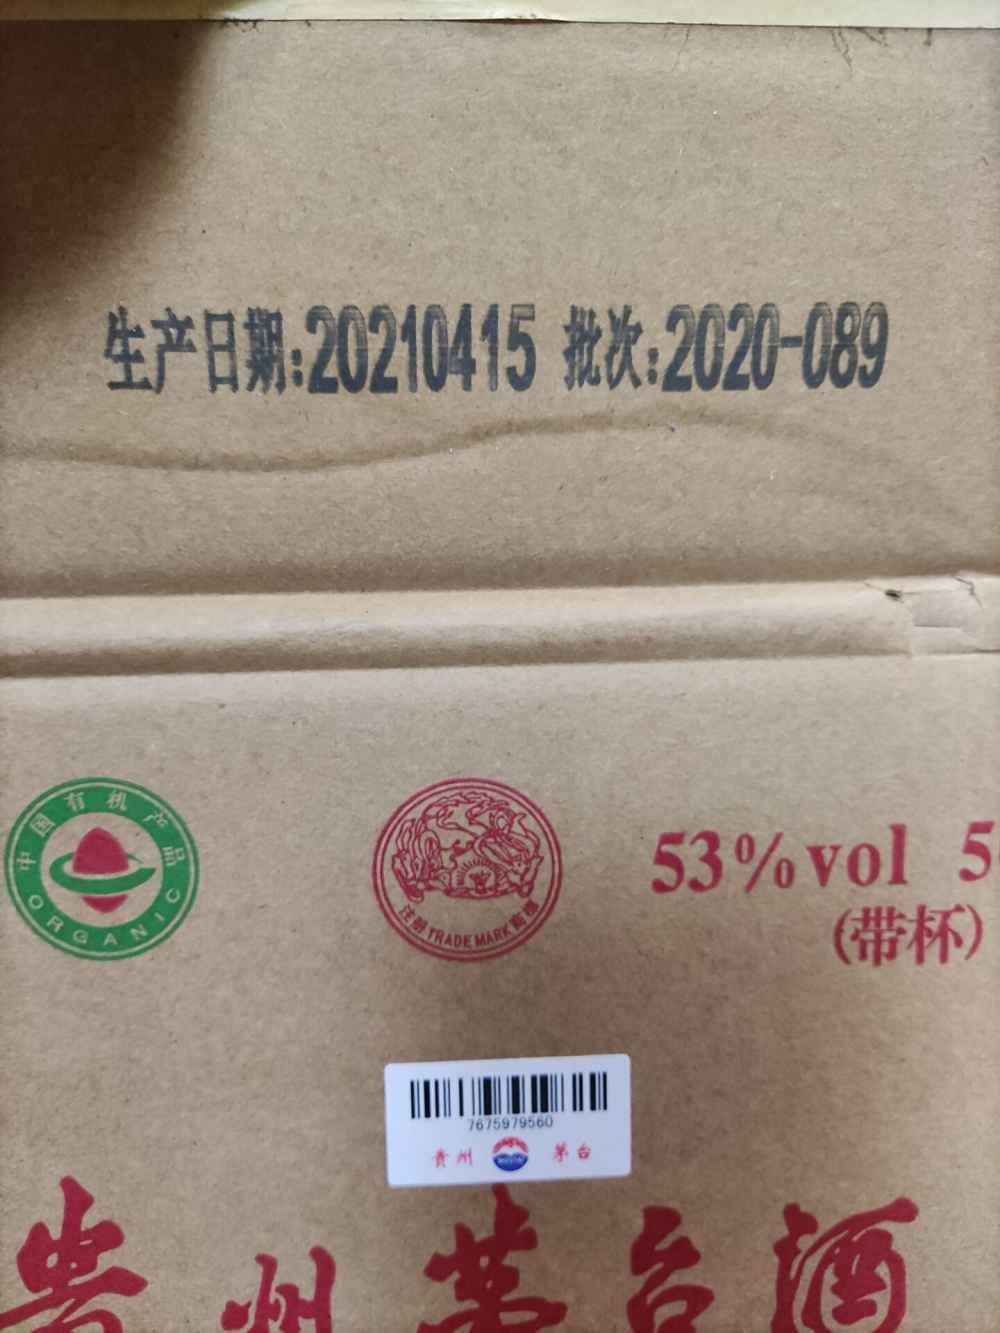 生产日期:20210415 批次:2020-089
中国有机产品
ORGANIC
注册 TRADE MARK 商标
53%vol 5
(带杯)
7675979560
贵州 茅台
贵州茅台酒